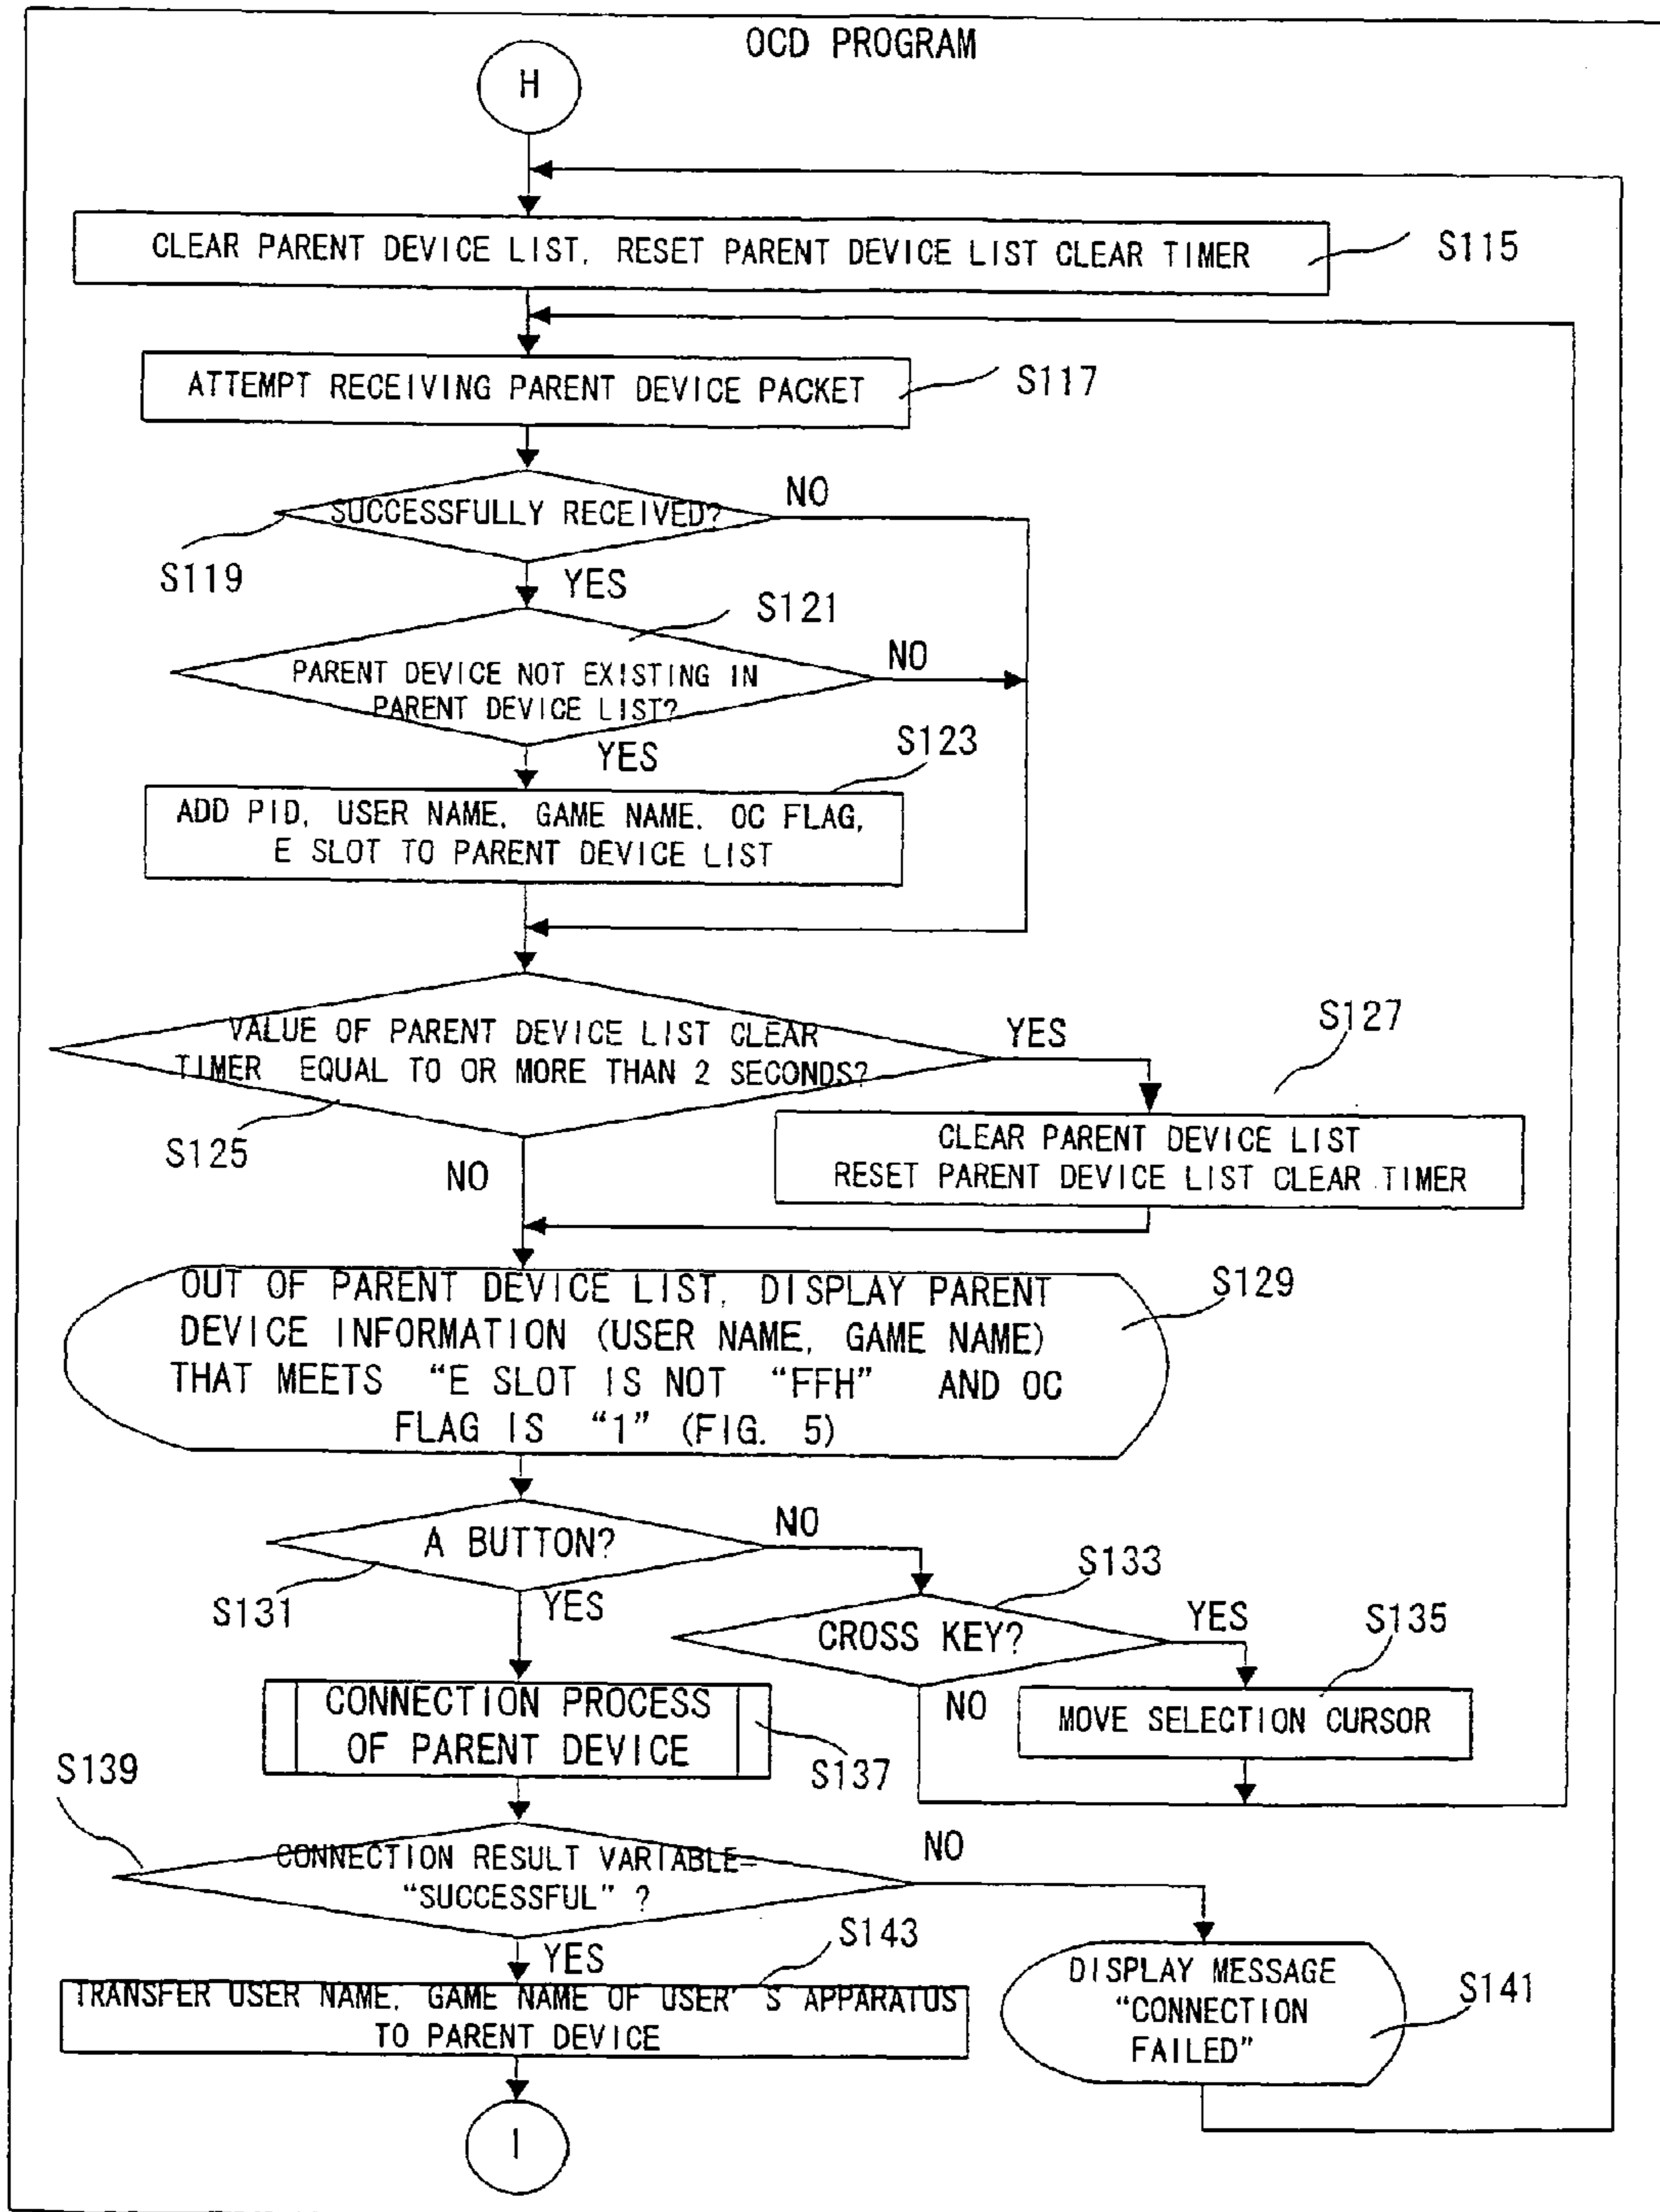 OCD PROGRAM
H
CLEAR PARENT DEVICE LIST, RESET PARENT DEVICE LIST CLEAR TIMER
S115
ATTEMPT RECEIVING PARENT DEVICE PACKET
S117
SUCCESSFULLY RECEIVED?
NO
S119
YES
S121
PARENT DEVICE NOT EXISTING IN
PARENT DEVICE LIST?
NO
YES
S123
ADD PID, USER NAME, GAME NAME, OC FLAG,
E SLOT TO PARENT DEVICE LIST
VALUE OF PARENT DEVICE LIST CLEAR
TIMER EQUAL TO OR MORE THAN 2 SECONDS?
YES
S127
S125
NO
CLEAR PARENT DEVICE LIST
RESET PARENT DEVICE LIST CLEAR TIMER
OUT OF PARENT DEVICE LIST, DISPLAY PARENT
DEVICE INFORMATION (USER NAME, GAME NAME)
THAT MEETS “E SLOT IS NOT “FFH” AND OC
FLAG IS “1” (FIG. 5)
S129
A BUTTON?
NO
S131
YES
S133
CROSS KEY?
YES
S135
NO
MOVE SELECTION CURSOR
CONNECTION PROCESS
OF PARENT DEVICE
S137
S139
CONNECTION RESULT VARIABLE=
“SUCCESSFUL” ?
NO
YES
S143
TRANSFER USER NAME, GAME NAME OF USER’ S APPARATUS
TO PARENT DEVICE
DISPLAY MESSAGE
“CONNECTION
FAILED”
S141
I